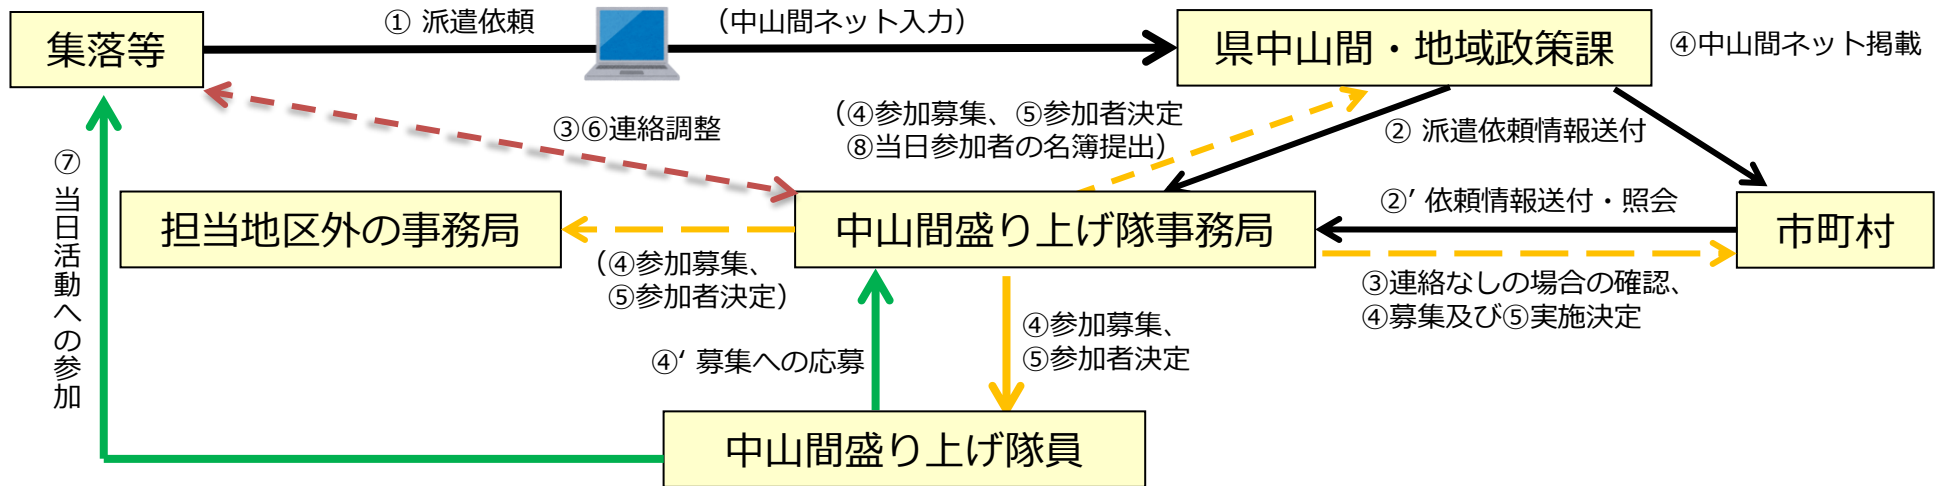 ① 派遣依頼
（中山間ネット入力）
集落等
県中山間・地域政策課
④中山間ネット掲載
③⑥連絡調整
（④参加募集、⑤参加者決定
⑧当日参加者の名簿提出）
② 派遣依頼情報送付
⑦当日活動への参加
担当地区外の事務局
中山間盛り上げ隊事務局
②’ 依頼情報送付・照会
市町村
（④参加募集、
⑤参加者決定）
③連絡なしの場合の確認、
④募集及び⑤実施決定
④‘ 募集への応募
④参加募集、
⑤参加者決定
中山間盛り上げ隊員